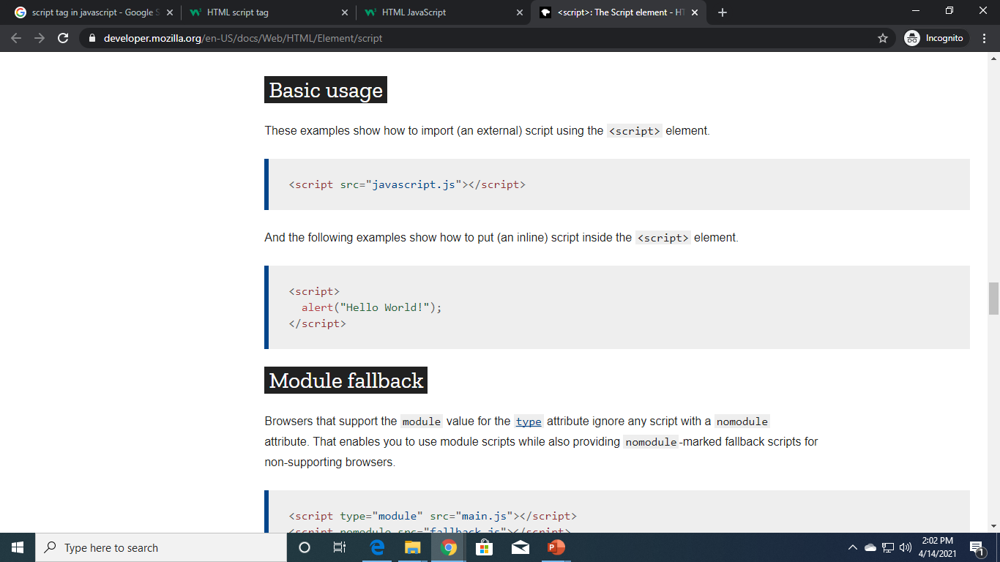 script tag in javascript - Google S
HTML script tag
HTML JavaScript
<script>: The Script element - HT
developer.mozilla.org/en-US/docs/Web/HTML/Element/script
Incognito
Basic usage
These examples show how to import (an external) script using the <script> element.
<script src="javascript.js"></script>
And the following examples show how to put (an inline) script inside the <script> element.
<script>
alert("Hello World!");
</script>
Module fallback
Browsers that support the module value for the type attribute ignore any script with a nomodule
attribute. That enables you to use module scripts while also providing nomodule-marked fallback scripts for
non-supporting browsers.
<script type="module" src="main.js"></script>
<script nomodule src="fallback.js"></script>
Type here to search
2:02 PM
4/14/2021
1